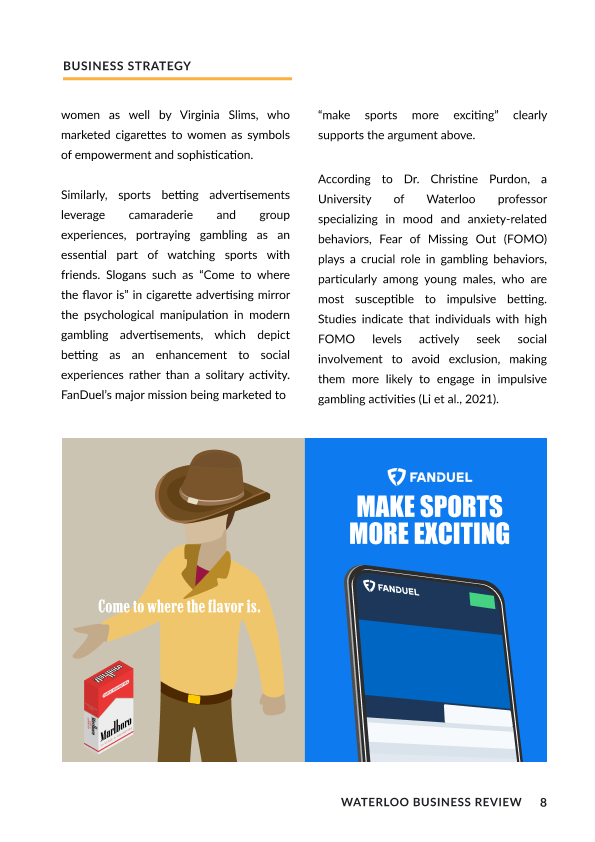 BUSINESS STRATEGY
women as well by Virginia Slims, who
marketed cigarettes to women as symbols
of empowerment and sophistication.
Similarly, sports betting advertisements
leverage camaraderie and group
experiences, portraying gambling as an
essential part of watching sports with
friends. Slogans such as “Come to where
the flavor is” in cigarette advertising mirror
the psychological manipulation in modern
gambling advertisements, which depict
betting as an enhancement to social
experiences rather than a solitary activity.
FanDuel’s major mission being marketed to
“make sports more exciting” clearly
supports the argument above.
According to Dr. Christine Purdon, a
University of Waterloo professor
specializing in mood and anxiety-related
behaviors, Fear of Missing Out (FOMO)
plays a crucial role in gambling behaviors,
particularly among young males, who are
most susceptible to impulsive betting.
Studies indicate that individuals with high
FOMO levels actively seek social
involvement to avoid exclusion, making
them more likely to engage in impulsive
gambling activities (Li et al., 2021).
Come to where the flavor is.
Marlboro
FANDUEL
MAKE SPORTS
MORE EXCITING
FANDUEL
WATERLOO BUSINESS REVIEW 8